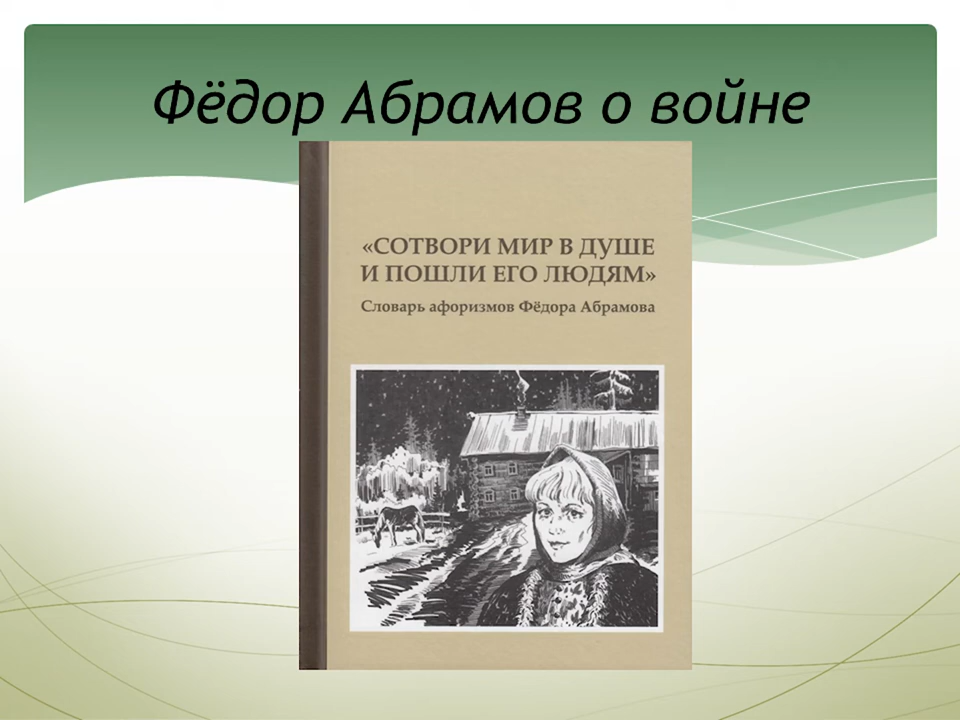 Фёдор Абрамов о войне
«СОТВОРИ МИР В ДУШЕ
И ПОШЛИ ЕГО ЛЮДЯМ»
Словарь афоризмов Фёдора Абрамова